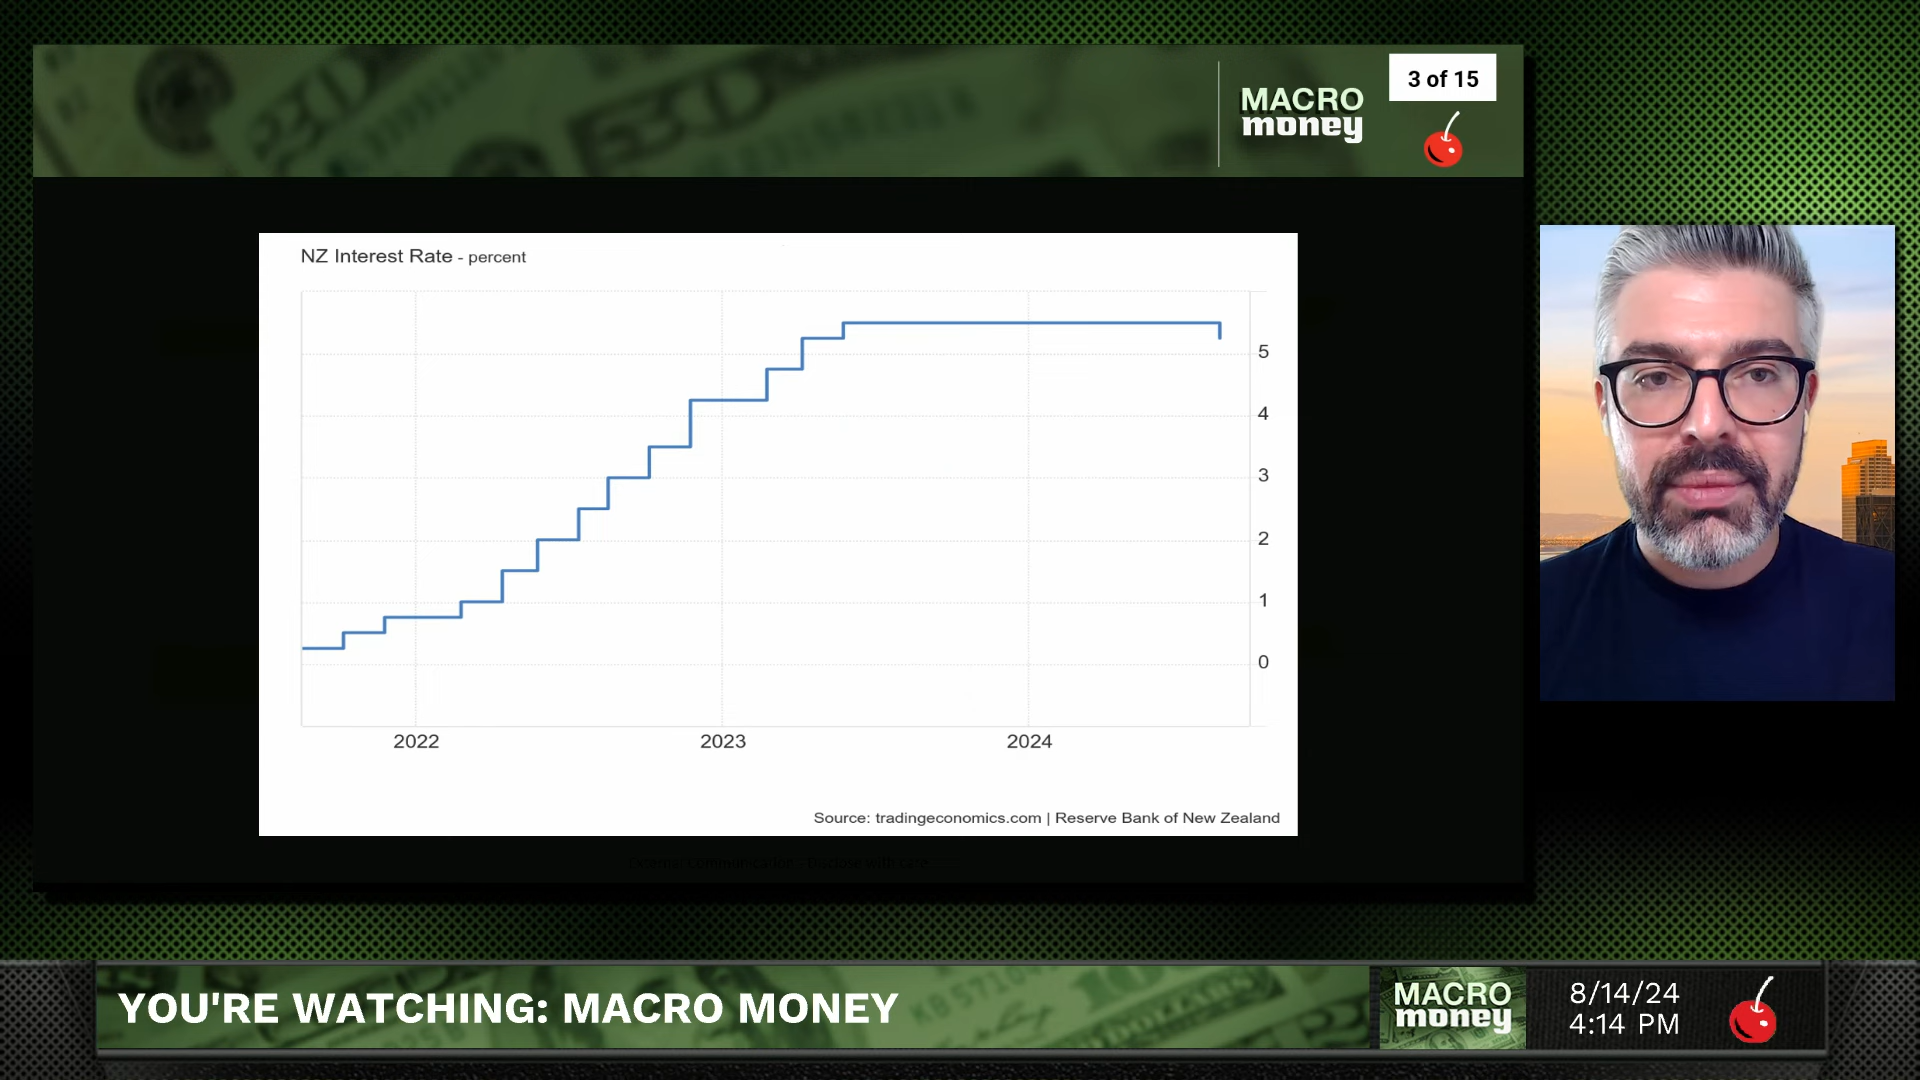 MACRO
money
3 of 15
NZ Interest Rate - percent
5
4
3
2
1
0
2022 2023 2024
Source: tradingeconomics.com | Reserve Bank of New Zealand
YOU'RE WATCHING: MACRO MONEY
MACRO
money
8/14/24
4:14 PM